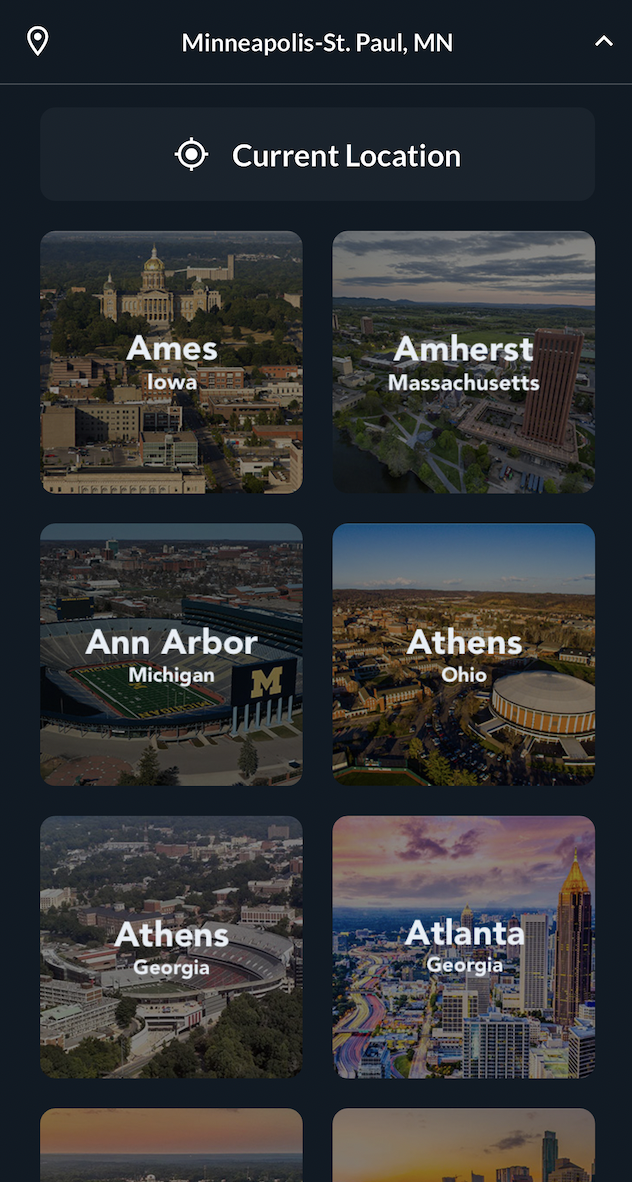 Minneapolis-St. Paul, MN
Current Location
Ames
Iowa
Amherst
Massachusetts
Ann Arbor
Michigan
M
MICHIGAN
Athens
Ohio
Athens
Georgia
Atlanta
Georgia